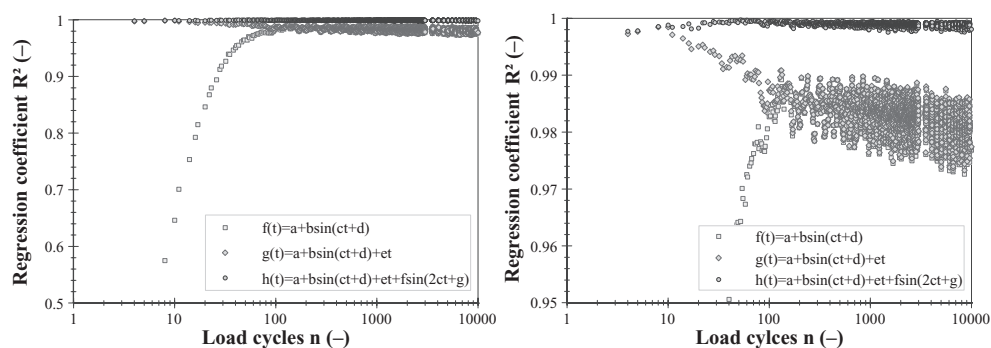 Regression coefficient R² (–)
1
0.9
0.8
0.7
0.6
0.5
1
10
100
1000
10000
Load cycles n (–)
f(t)=a+bsin(ct+d)
g(t)=a+bsin(ct+d)+et
h(t)=a+bsin(ct+d)+et+fsin(2ct+g)
Regression coefficient R² (–)
1
0.99
0.98
0.97
0.96
0.95
1
10
100
1000
10000
Load cylces n (–)
f(t)=a+bsin(ct+d)
g(t)=a+bsin(ct+d)+et
h(t)=a+bsin(ct+d)+et+fsin(2ct+g)